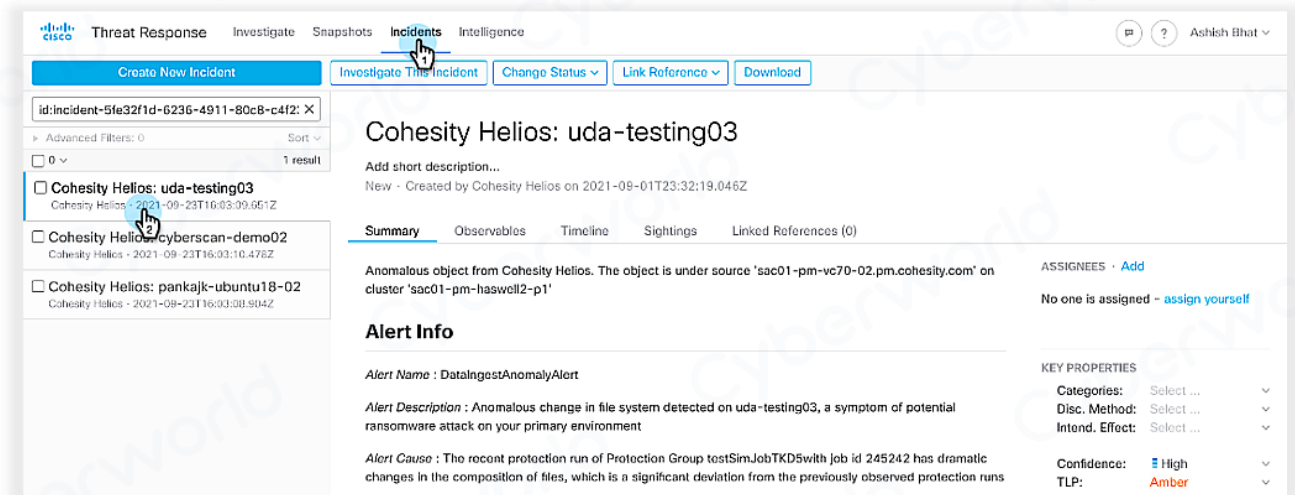 cisco Threat Response Investigate Snapshots Incidents Intelligence ? Ashish Bhat
1
Create New Incident Investigate This Incident Change Status Link Reference Download
id:incident-5fe32f1d-6236-4911-80c8-c4f2: X
Advanced Filters: 0 Sort
0 1 result
Cohesity Helios: uda-testing03
Cohesity Helios - 2021-09-23T16:03:09.651Z
2
Cohesity Helios: cyberscan-demo02
Cohesity Helios - 2021-09-23T16:03:10.478Z
Cohesity Helios: pankajk-ubuntu18-02
Cohesity Helios - 2021-09-23T16:03:08.904Z
Cohesity Helios: uda-testing03
Add short description...
New · Created by Cohesity Helios on 2021-09-01T23:32:19.046Z
Summary Observables Timeline Sightings Linked References (0)
Anomalous object from Cohesity Helios. The object is under source 'sac01-pm-vc70-02.pm.cohesity.com' on
cluster 'sac01-pm-haswell2-p1'
Alert Info
Alert Name : DataIngestAnomalyAlert
Alert Description : Anomalous change in file system detected on uda-testing03, a symptom of potential
ransomware attack on your primary environment
Alert Cause : The recent protection run of Protection Group testSimJobTKD5with job id 245242 has dramatic
changes in the composition of files, which is a significant deviation from the previously observed protection runs
ASSIGNEES · Add
No one is assigned - assign yourself
KEY PROPERTIES
Categories: Select ...
Disc. Method: Select ...
Intend. Effect: Select ...
Confidence: High
TLP: Amber
Cyberworld